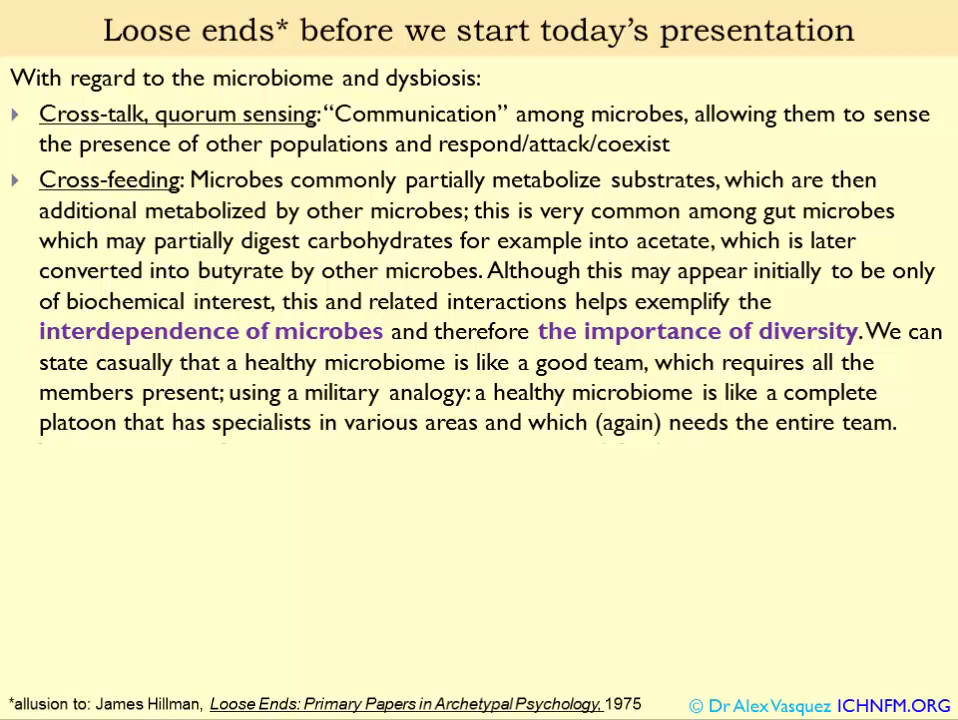 Loose ends* before we start today's presentation
With regard to the microbiome and dysbiosis:
Cross-talk, quorum sensing: “Communication” among microbes, allowing them to sense
the presence of other populations and respond/attack/coexist
Cross-feeding: Microbes commonly partially metabolize substrates, which are then
additional metabolized by other microbes; this is very common among gut microbes
which may partially digest carbohydrates for example into acetate, which is later
converted into butyrate by other microbes. Although this may appear initially to be only
of biochemical interest, this and related interactions helps exemplify the
interdependence of microbes and therefore the importance of diversity. We can
state casually that a healthy microbiome is like a good team, which requires all the
members present; using a military analogy: a healthy microbiome is like a complete
platoon that has specialists in various areas and which (again) needs the entire team.
*allusion to: James Hillman, Loose Ends: Primary Papers in Archetypal Psychology, 1975
© Dr Alex Vasquez ICHNFM.ORG